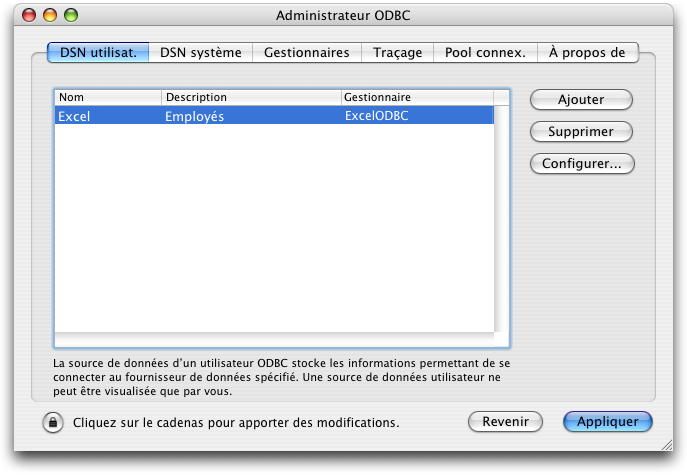 Administrateur ODBC
DSN utilisat. DSN système Gestionnaires Traçage Pool connex. À propos de
Nom Description Gestionnaire
Excel Employés ExcelODBC
Ajouter
Supprimer
Configurer...
La source de données d'un utilisateur ODBC stocke les informations permettant de se
connecter au fournisseur de données spécifié. Une source de données utilisateur ne
peut être visualisée que par vous.
Cliquez sur le cadenas pour apporter des modifications.
Revenir Appliquer